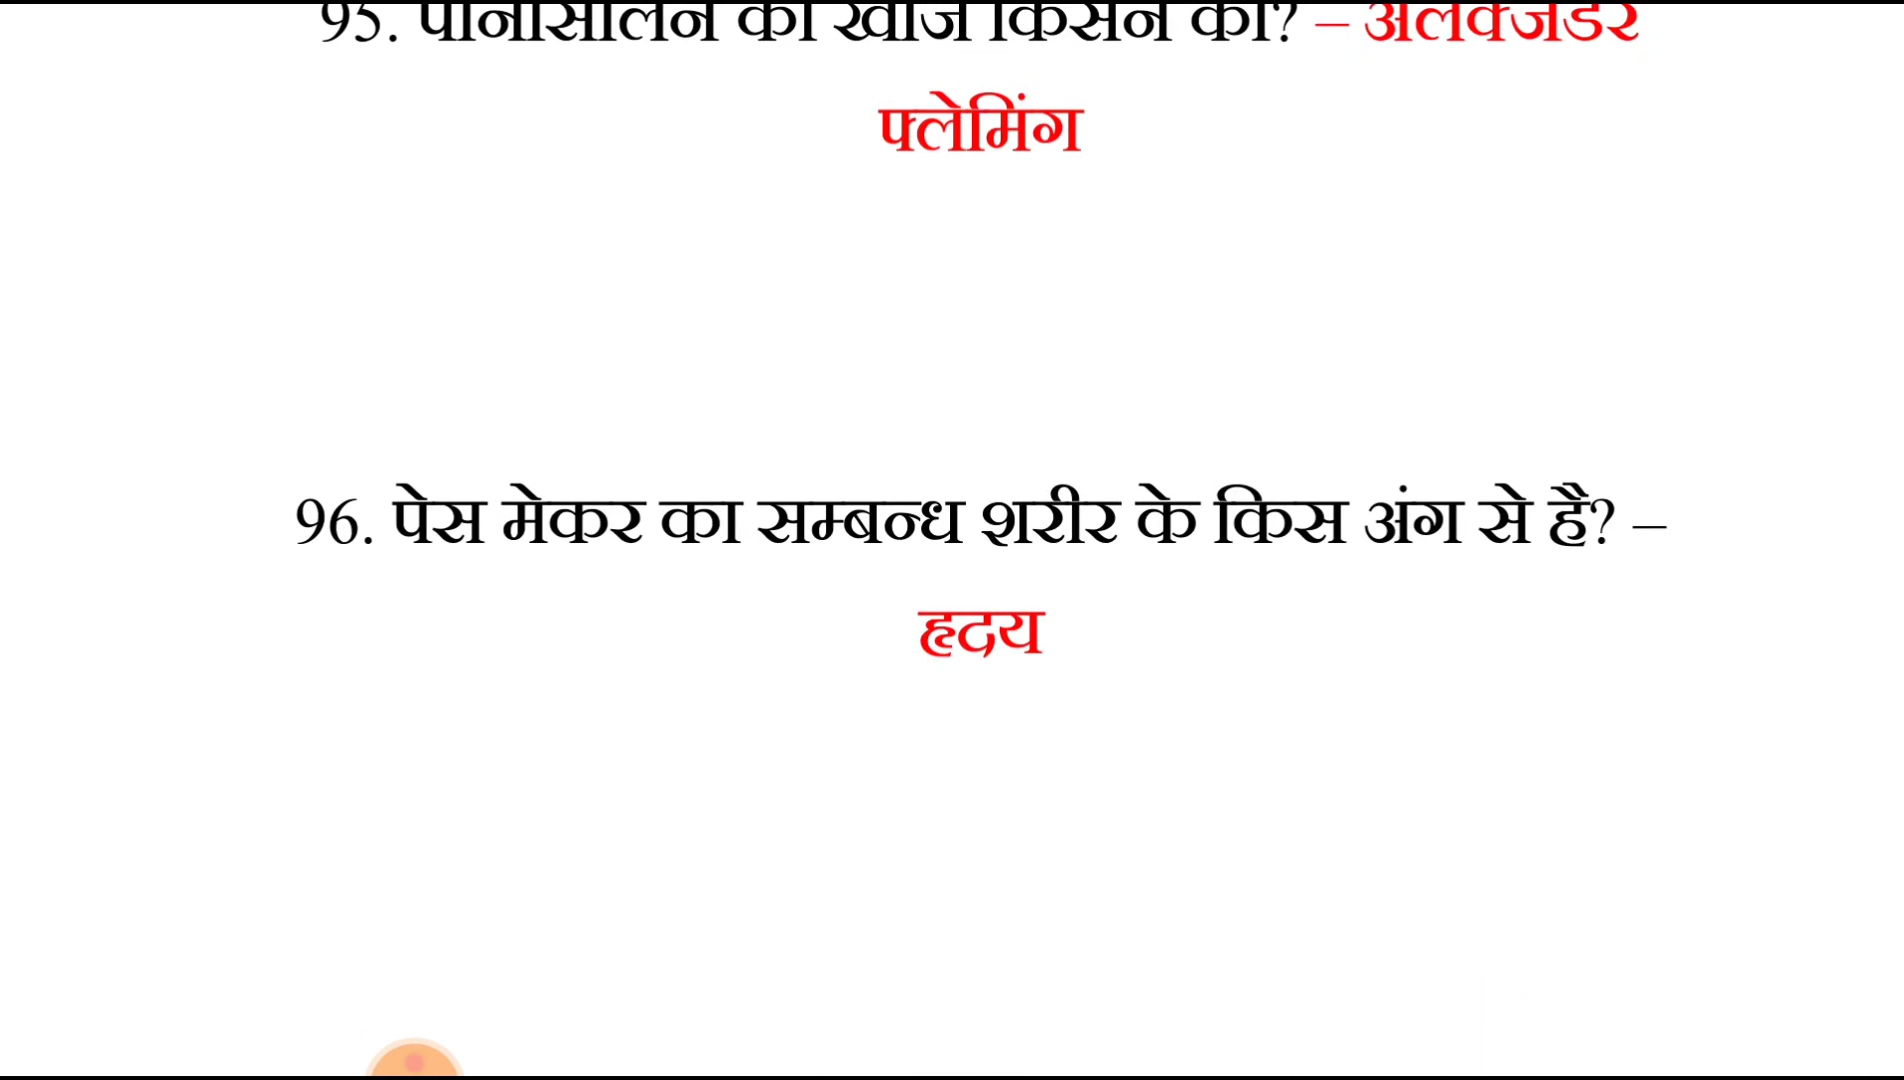 95. पेनिसिलिन की खोज किसने की? – अलेक्जेंडर
फ्लेमिंग
96. पेस मेकर का सम्बन्ध शरीर के किस अंग से है? –
हृदय